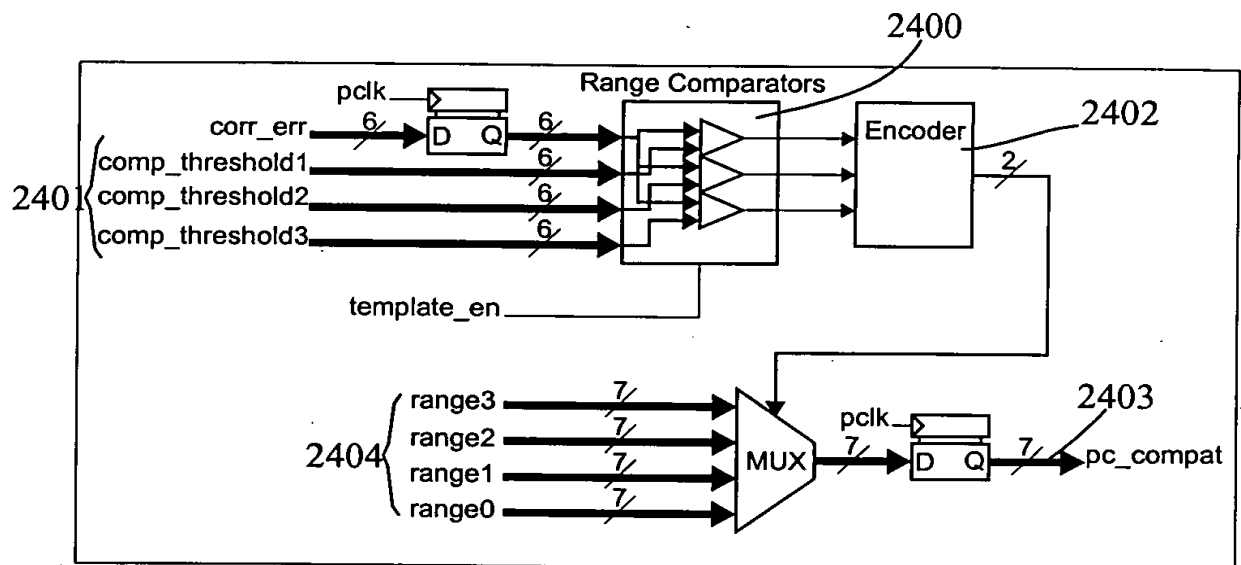 2400
Range Comparators
pclk
corr_err 6 D Q 6
Encoder
2402
comp_threshold1 6
2401
comp_threshold2 6
2
comp_threshold3 6
template_en
range3 7
2403
pclk
range2 7
2404
MUX 7 D Q 7 pc_compat
range1 7
range0 7